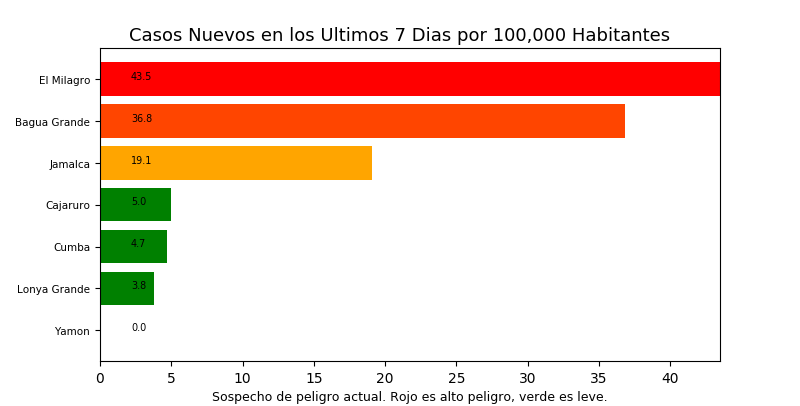 Casos Nuevos en los Ultimos 7 Dias por 100,000 Habitantes
El Milagro 43.5
Bagua Grande 36.8
Jamalca 19.1
Cajaruro 5.0
Cumba 4.7
Lonya Grande 3.8
Yamon 0.0
0 5 10 15 20 25 30 35 40
Sospecho de peligro actual. Rojo es alto peligro, verde es leve.